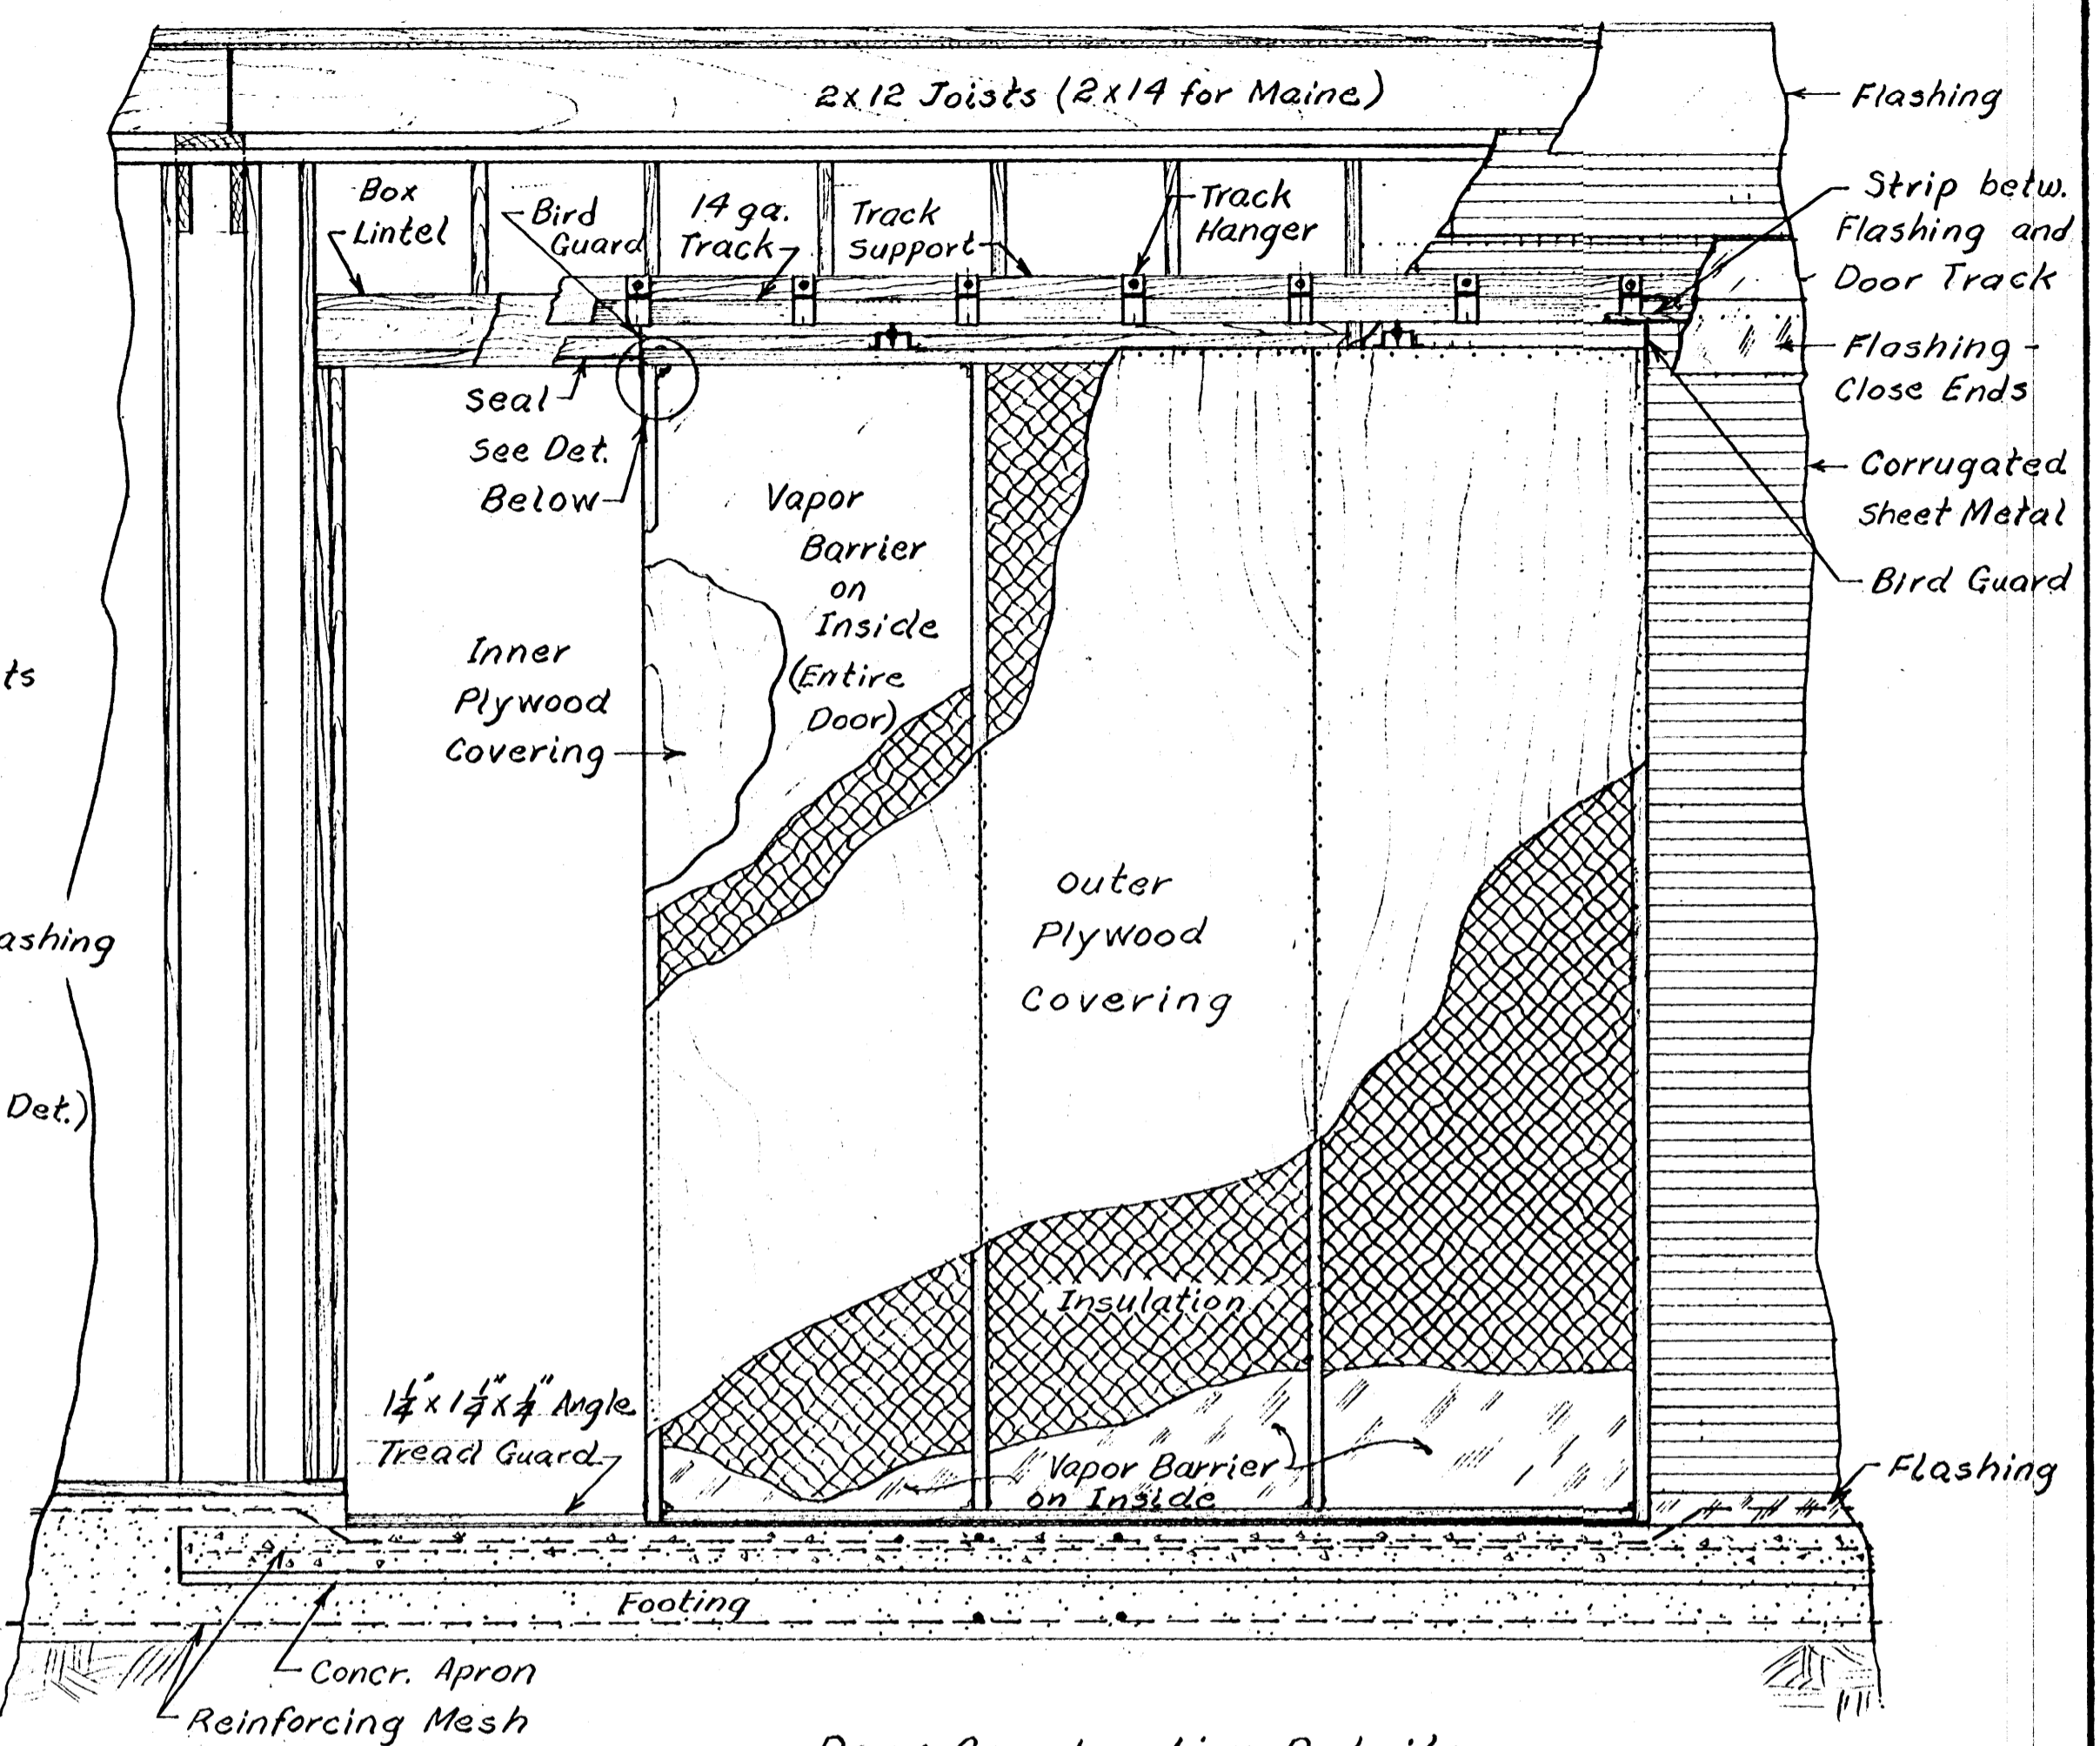 2x12 Joists (2x14 for Maine)
Flashing
Box
Lintel
Bird
Guard
14 ga.
Track
Track
Support
Track
Hanger
Strip betw.
Flashing and
Door Track
Flashing
Close Ends
Seal
See Det.
Below
Corrugated
Sheet Metal
Bird Guard
Vapor
Barrier
on
Inside
(Entire
Door)
Inner
Plywood
Covering
ts
ashing
Det.)
Outer
Plywood
Covering
Insulation
1¼" x 1¼" x ¼" Angle
Tread Guard
Vapor Barrier
on Inside
Flashing
Footing
Concr. Apron
Reinforcing Mesh